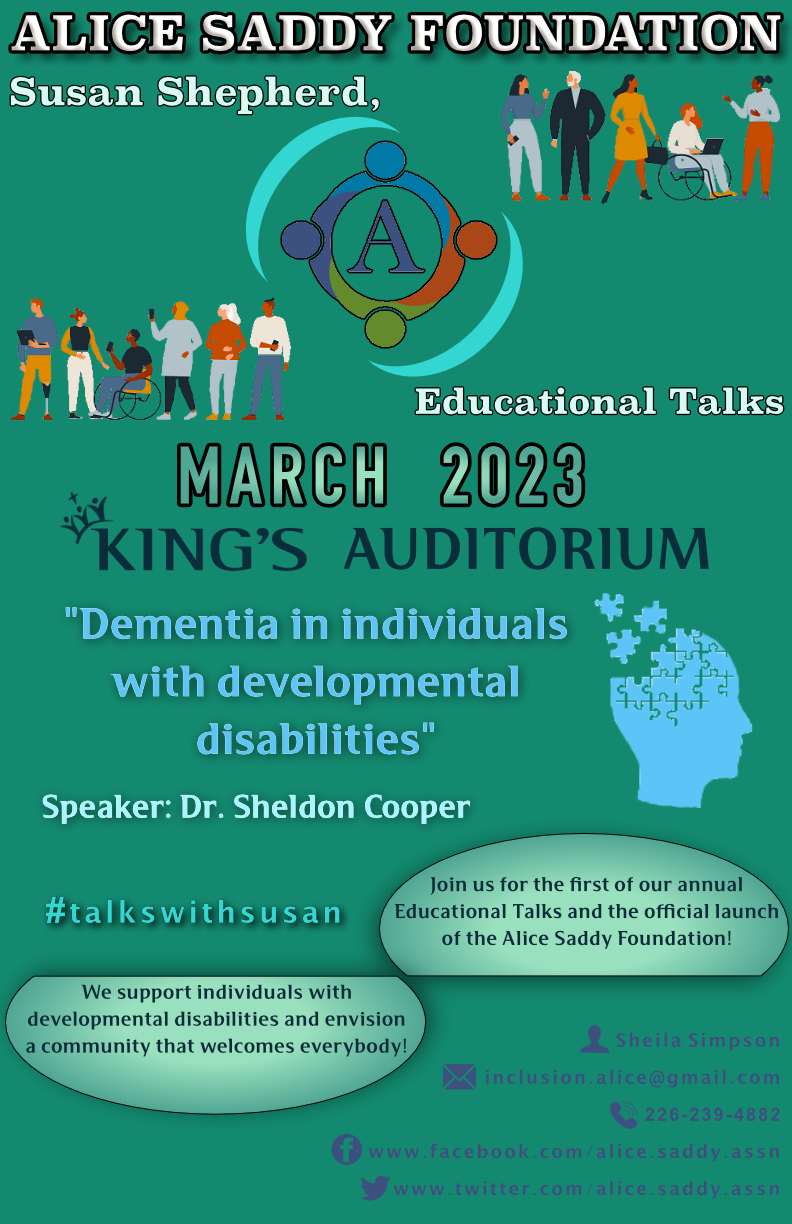 ALICE SADDY FOUNDATION
Susan Shepherd,
A
Educational Talks
MARCH 2023
KING'S AUDITORIUM
"Dementia in individuals
with developmental
disabilities"
Speaker: Dr. Sheldon Cooper
#talkswithsusan
Join us for the first of our annual
Educational Talks and the official launch
of the Alice Saddy Foundation!
We support individuals with
developmental disabilities and envision
a community that welcomes everybody!
Sheila Simpson
inclusion.alice@gmail.com
226-239-4882
www.facebook.com/alice.saddy.assn
www.twitter.com/alice.saddy.assn